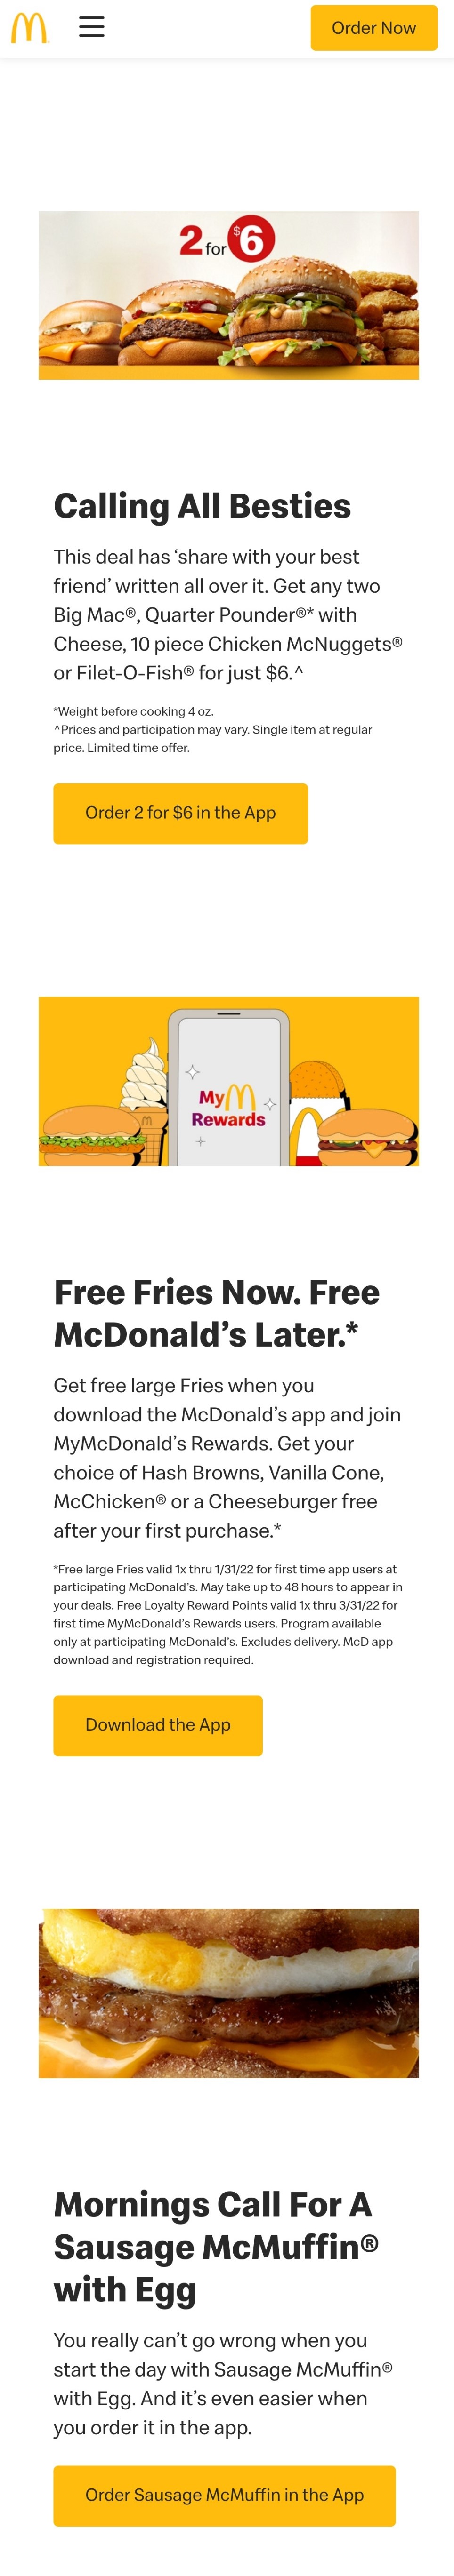 Order Now
2 for $6
Calling All Besties
This deal has ‘share with your best
friend’ written all over it. Get any two
Big Mac®, Quarter Pounder®* with
Cheese, 10 piece Chicken McNuggets®
or Filet-O-Fish® for just $6.^
*Weight before cooking 4 oz.
^Prices and participation may vary. Single item at regular
price. Limited time offer.
Order 2 for $6 in the App
My
Rewards
Free Fries Now. Free
McDonald’s Later.*
Get free large Fries when you
download the McDonald’s app and join
MyMcDonald’s Rewards. Get your
choice of Hash Browns, Vanilla Cone,
McChicken® or a Cheeseburger free
after your first purchase.*
*Free large Fries valid 1x thru 1/31/22 for first time app users at
participating McDonald’s. May take up to 48 hours to appear in
your deals. Free Loyalty Reward Points valid 1x thru 3/31/22 for
first time MyMcDonald’s Rewards users. Program available
only at participating McDonald’s. Excludes delivery. McD app
download and registration required.
Download the App
Mornings Call For A
Sausage McMuffin®
with Egg
You really can’t go wrong when you
start the day with Sausage McMuffin®
with Egg. And it’s even easier when
you order it in the app.
Order Sausage McMuffin in the App